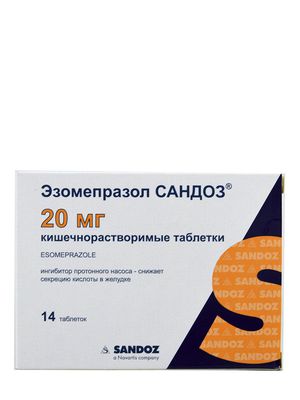 Эзомепразол САНДОЗ®
20 мг
кишечнорастворимые таблетки
ESOMEPRAZOLE
ингибитор протонного насоса - снижает
секрецию кислоты в желудке
14 таблеток
SANDOZ
a Novartis company